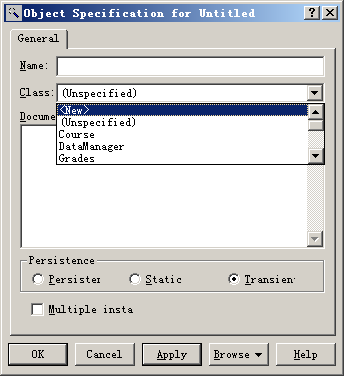 Object Specification for Untitled
General
Name:
Class: (Unspecified)
Docume
<New>
(Unspecified)
Course
DataManager
Grades
Persistence
Persister Static Transien
Multiple insta
OK Cancel Apply Browse Help